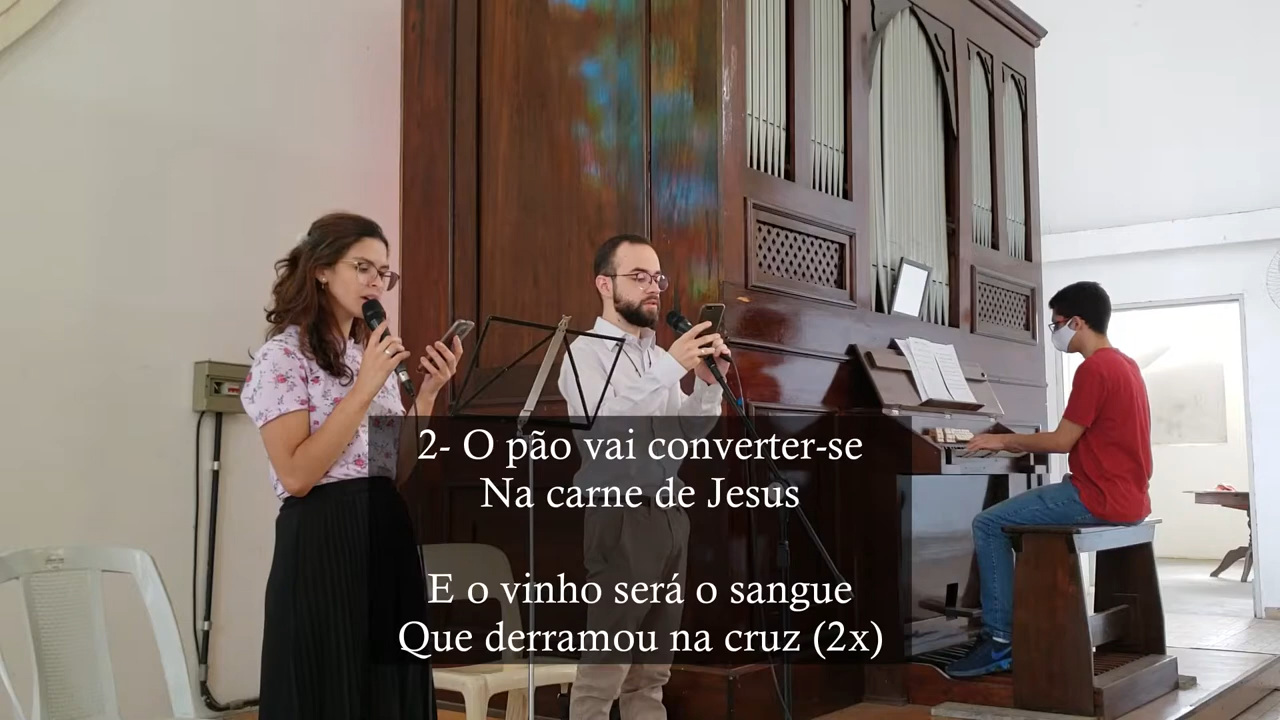 2- O pão vai converter-se
Na carne de Jesus
E o vinho será o sangue
Que derramou na cruz (2x)